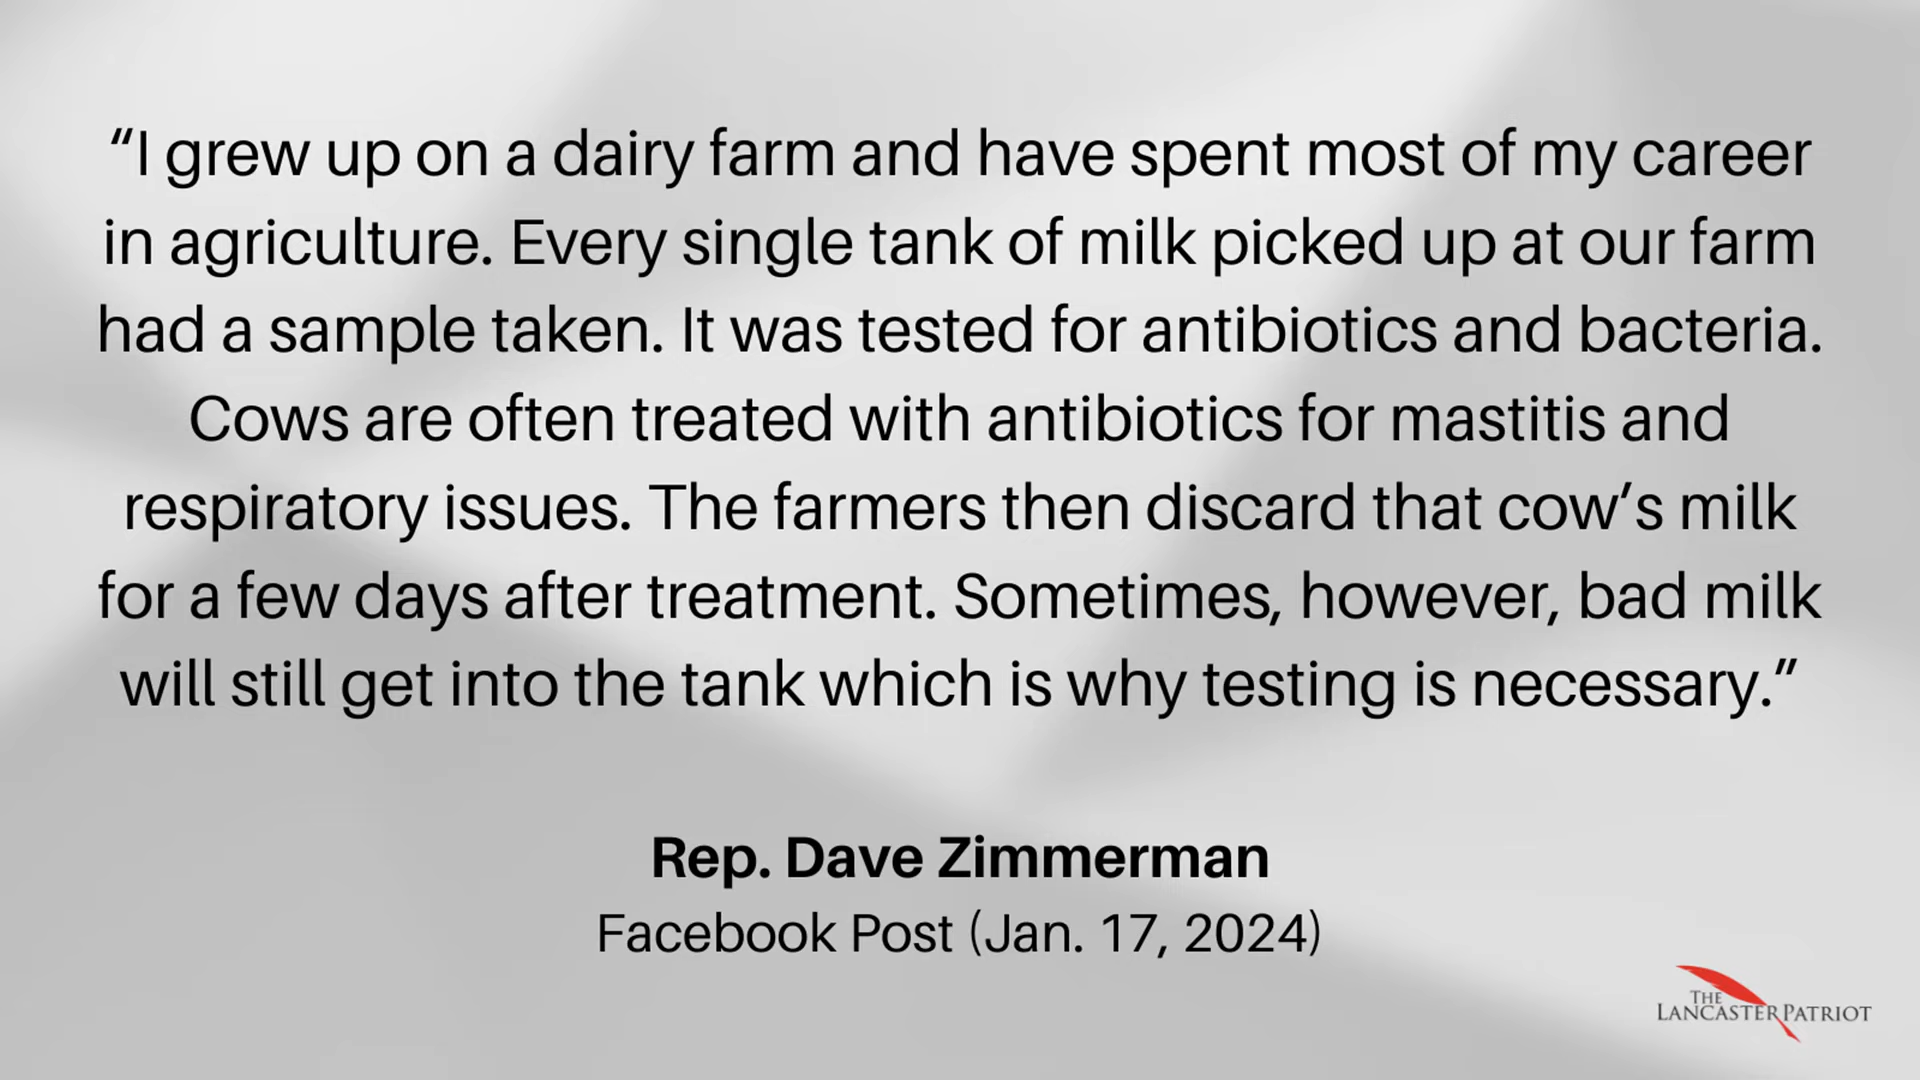 “I grew up on a dairy farm and have spent most of my career
in agriculture. Every single tank of milk picked up at our farm
had a sample taken. It was tested for antibiotics and bacteria.
Cows are often treated with antibiotics for mastitis and
respiratory issues. The farmers then discard that cow’s milk
for a few days after treatment. Sometimes, however, bad milk
will still get into the tank which is why testing is necessary.”
Rep. Dave Zimmerman
Facebook Post (Jan. 17, 2024)
THE
LANCASTER PATRIOT